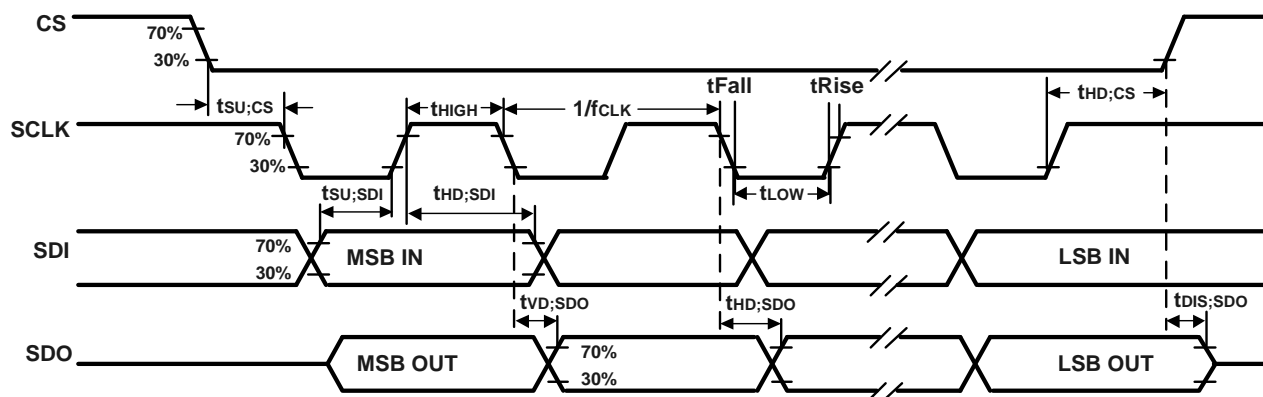 CS
70%
30%
tFall
tRise
tSU;CS
tHIGH
1/fCLK
tHD;CS
SCLK
70%
30%
tSU;SDI
tHD;SDI
tLOW
SDI
70%
30%
MSB IN
LSB IN
tVD;SDO
tHD;SDO
tDIS;SDO
SDO
MSB OUT
70%
30%
LSB OUT